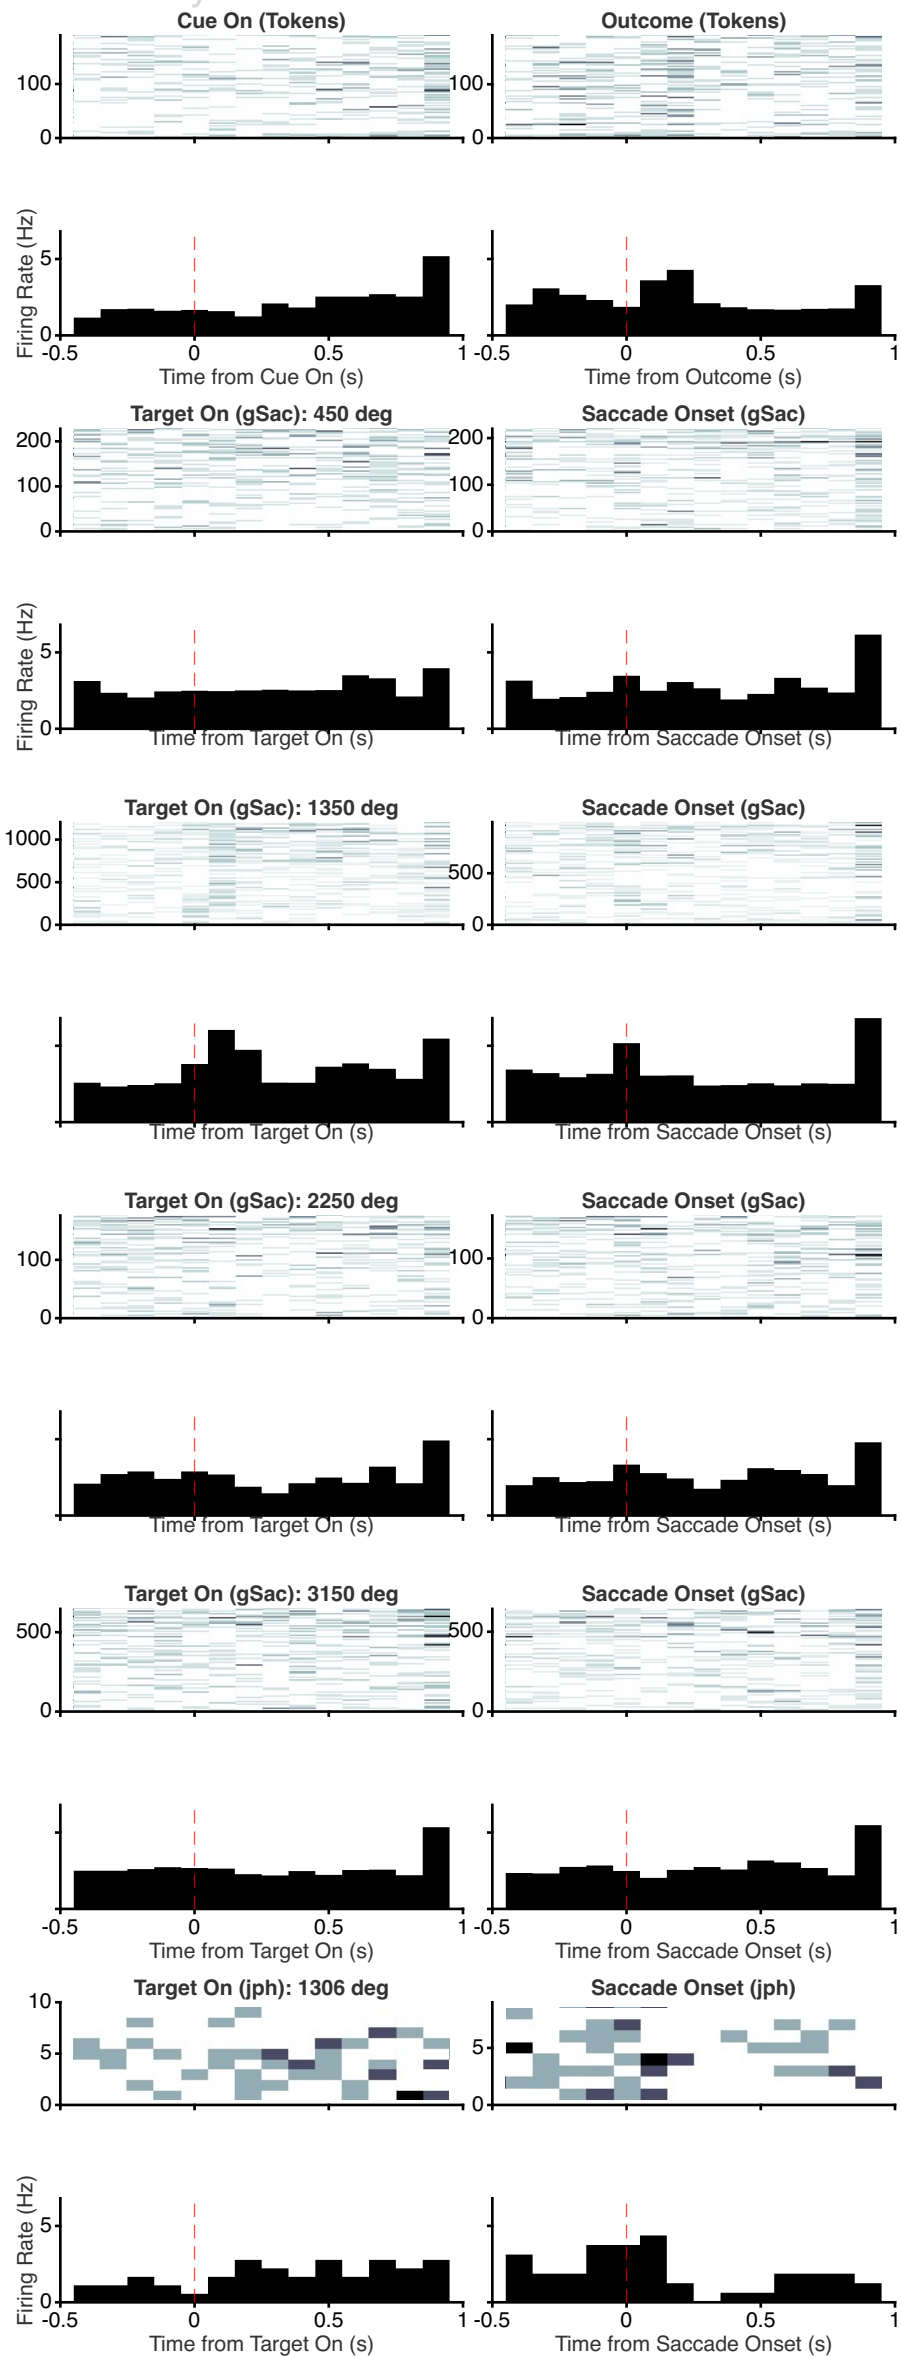 Cue On (Tokens) Outcome (Tokens)
100 100
0 0
Firing Rate (Hz)
5
0
-0.5 0 0.5 1 -0.5 0 0.5 1
Time from Cue On (s) Time from Outcome (s)
Target On (gSac): 450 deg Saccade Onset (gSac)
200 200
100 100
0 0
Firing Rate (Hz)
5
0
Time from Target On (s) Time from Saccade Onset (s)
Target On (gSac): 1350 deg Saccade Onset (gSac)
1000
500 500
0 0
Time from Target On (s) Time from Saccade Onset (s)
Target On (gSac): 2250 deg Saccade Onset (gSac)
100 100
0 0
Time from Target On (s) Time from Saccade Onset (s)
Target On (gSac): 3150 deg Saccade Onset (gSac)
500 500
0 0
-0.5 0 0.5 1 -0.5 0 0.5 1
Time from Target On (s) Time from Saccade Onset (s)
Target On (jph): 1306 deg Saccade Onset (jph)
10
5 5
0 0
Firing Rate (Hz)
5
0
-0.5 0 0.5 1 -0.5 0 0.5 1
Time from Target On (s) Time from Saccade Onset (s)